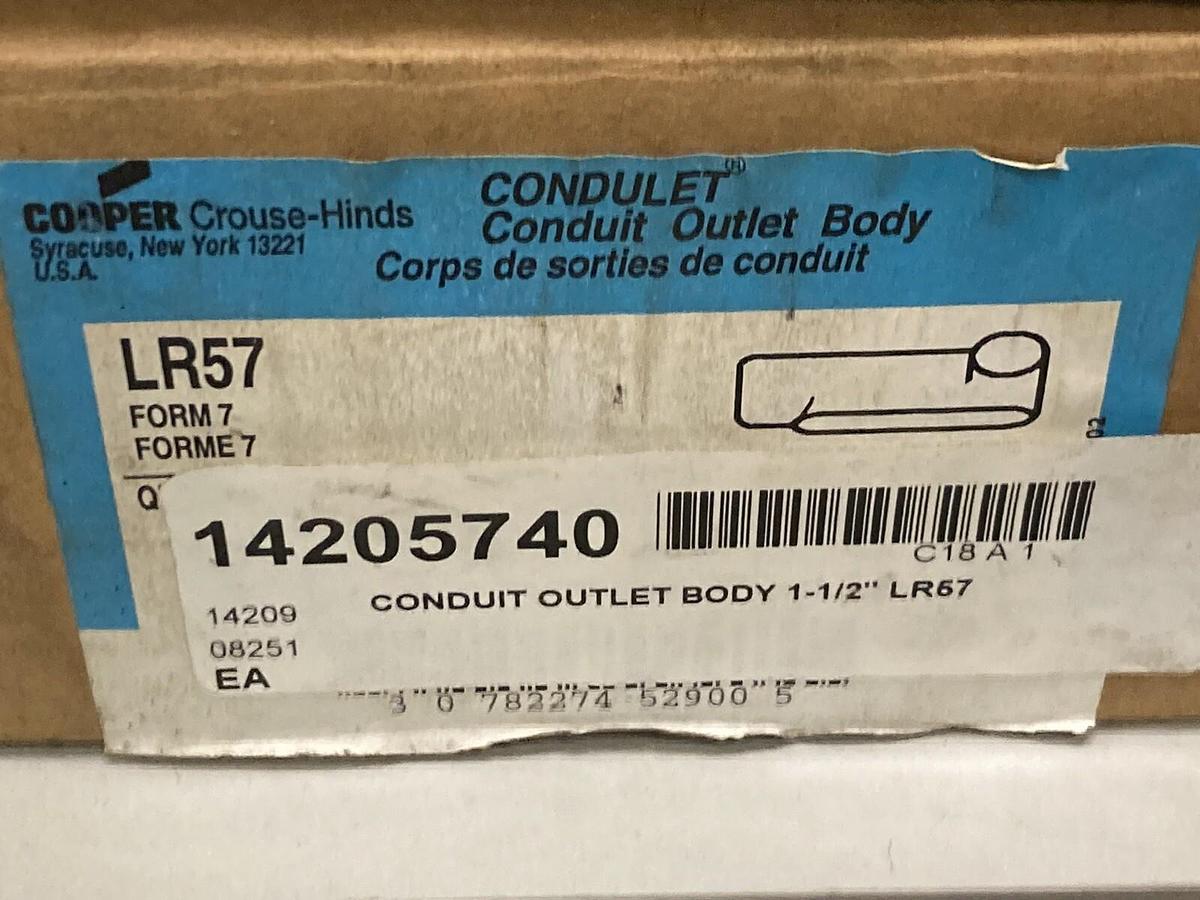 COOPER Crouse-Hinds
Syracuse, New York 13221
U.S.A.
CONDULET®
Conduit Outlet Body
Corps de sorties de conduit
LR57
FORM 7
FORME 7
02
14205740
C18 A 1
CONDUIT OUTLET BODY 1-1/2" LR57
14209
08251
EA
3 0 782274 52900 5